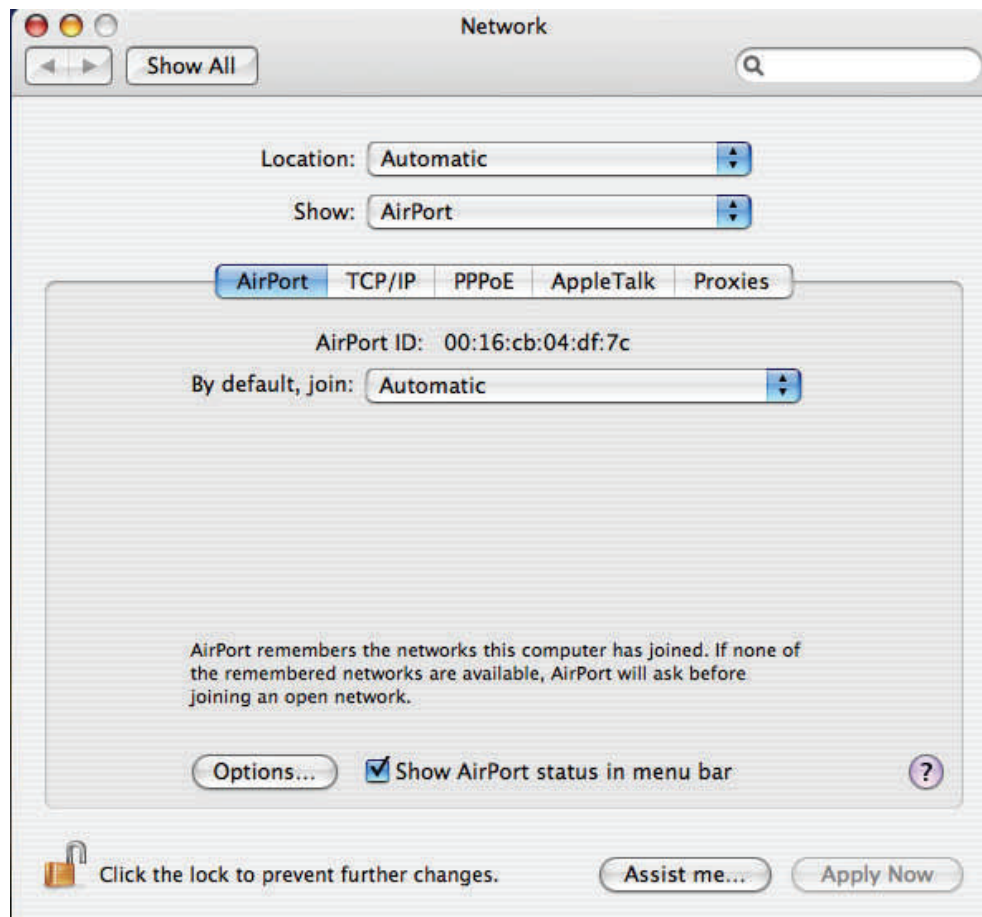 Network
Show All
Location: Automatic
Show: AirPort
AirPort TCP/IP PPPoE AppleTalk Proxies
AirPort ID: 00:16:cb:04:df:7c
By default, join: Automatic
AirPort remembers the networks this computer has joined. If none of
the remembered networks are available, AirPort will ask before
joining an open network.
Options... Show AirPort status in menu bar ?
Click the lock to prevent further changes. Assist me... Apply Now